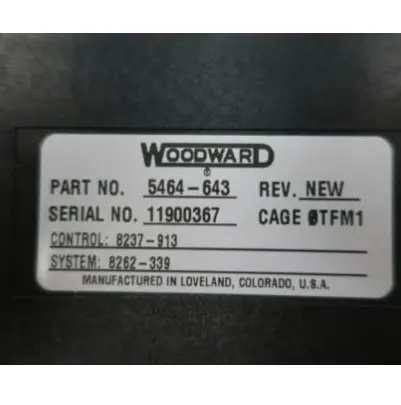 WOODWARD
®
PART NO. 5464-643 REV. NEW
SERIAL NO. 11900367 CAGE 0TFM1
CONTROL: 8237-913
SYSTEM: 8262-339
MANUFACTURED IN LOVELAND, COLORADO, U.S.A.